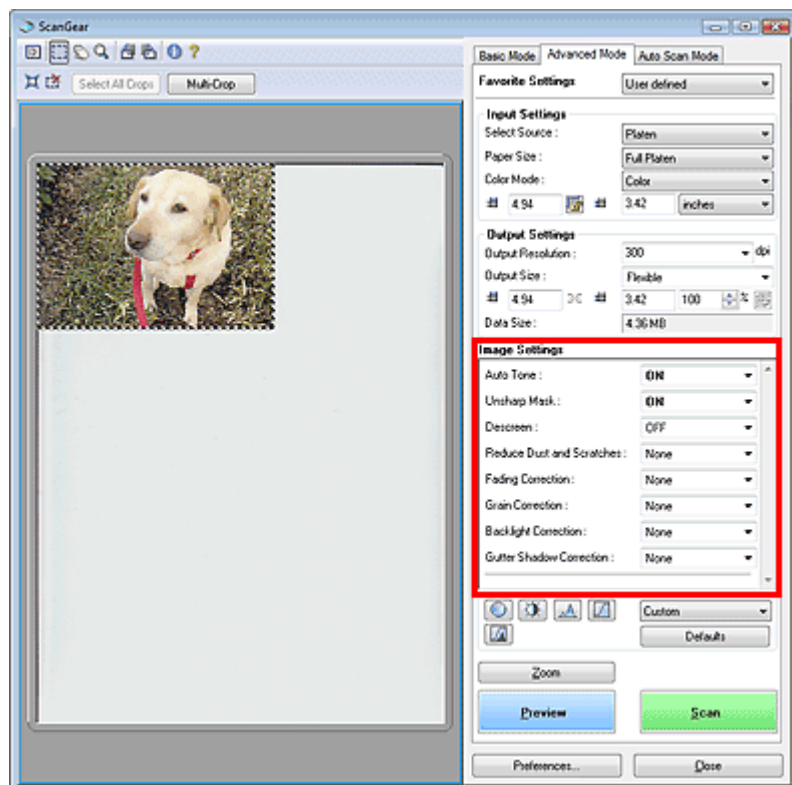 ScanGear
Select All Crops Multi-Crop
Basic Mode Advanced Mode Auto Scan Mode
Favorite Settings User defined
Input Settings
Select Source : Platen
Paper Size : Full Platen
Color Mode : Color
4.94 3.42 inches
Output Settings
Output Resolution : 300 dpi
Output Size : Flexible
4.94 3.42 100 %
Data Size : 4.36 MB
Image Settings
Auto Tone : ON
Unsharp Mask : ON
Descreen : OFF
Reduce Dust and Scratches : None
Fading Correction : None
Grain Correction : None
Backlight Correction : None
Gutter Shadow Correction : None
Custom
Defaults
Zoom
Preview Scan
Preferences... Close